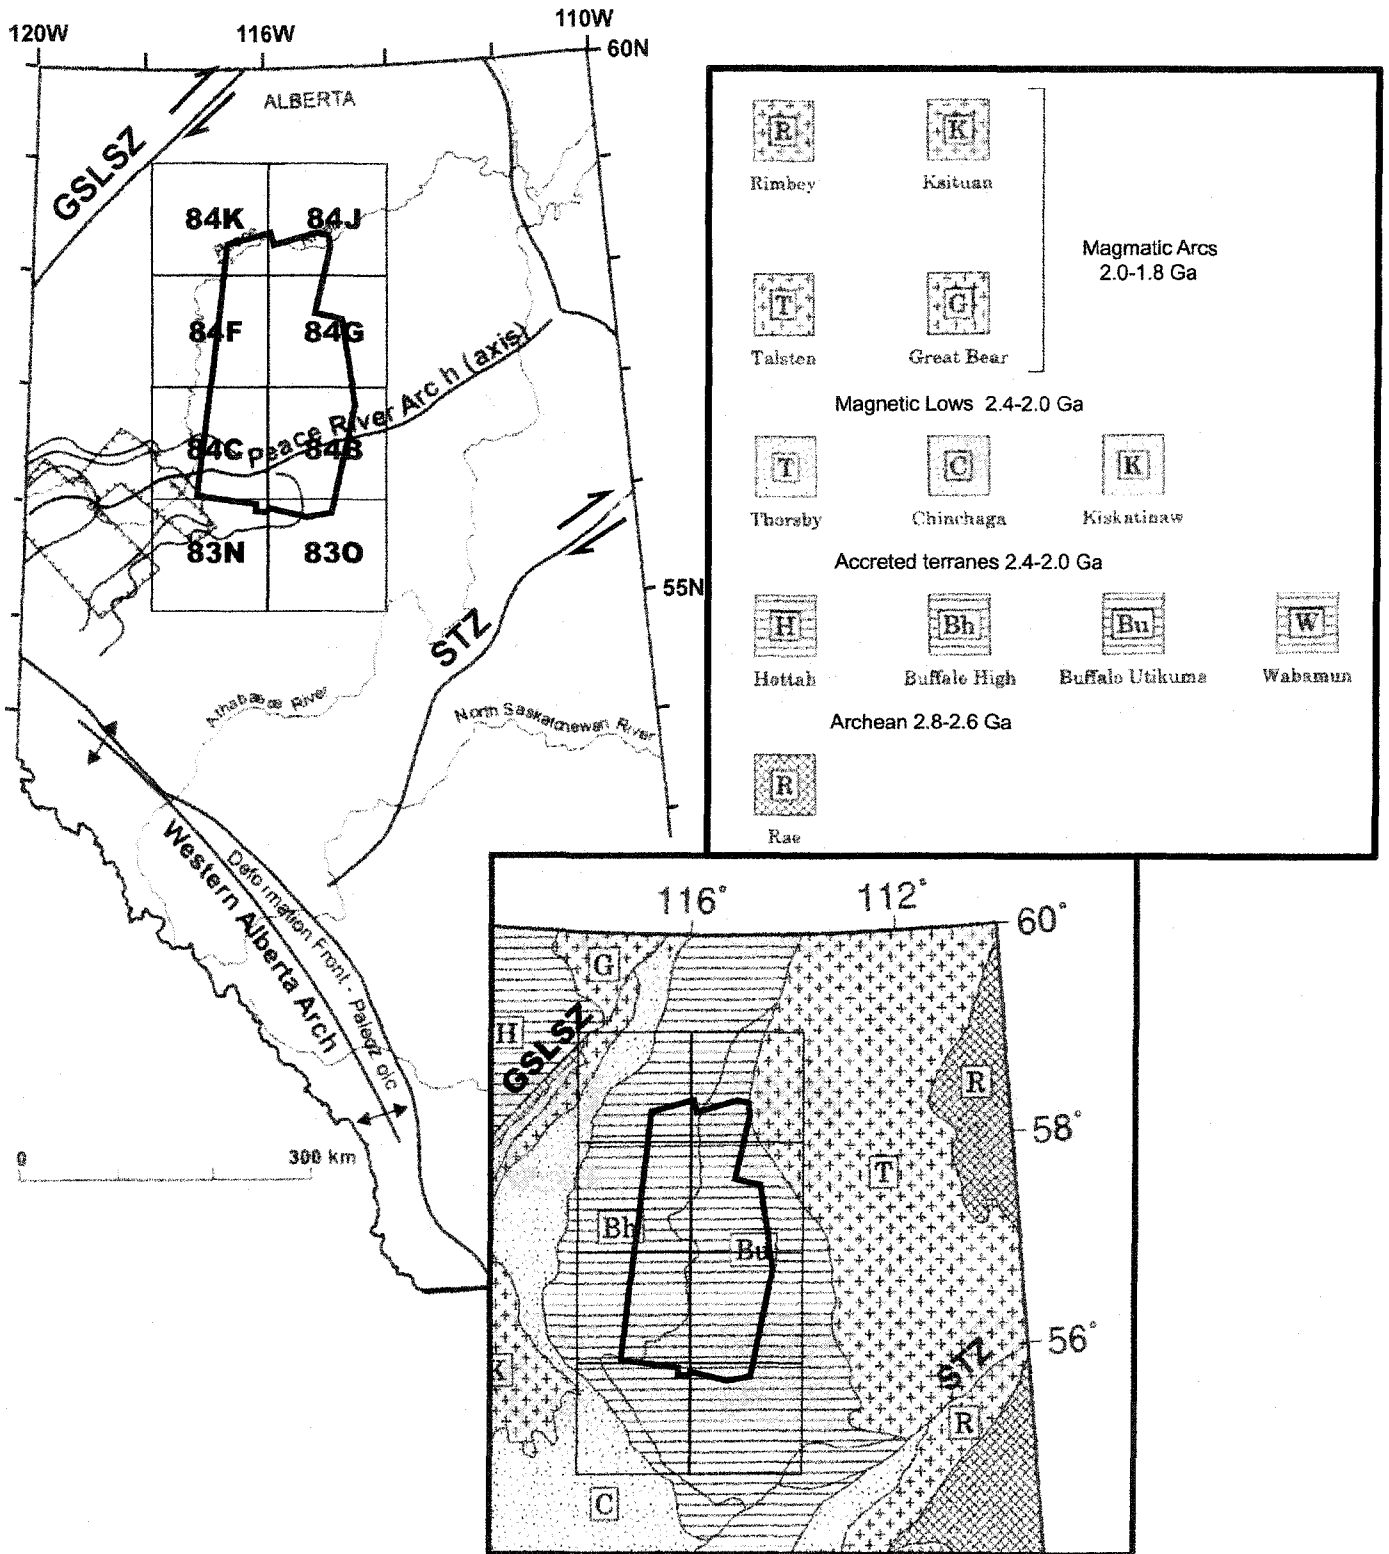 120W
116W
110W
60N
ALBERTA
GSLSZ
84K
84J
84F
84G
Peace River Arch (axis)
84C
84B
83N
83O
55N
STZ
Athabasca River
North Saskatchewan River
Western Alberta Arch
Deformation Front - Paleozoic
0
300 km
R
K
Rimbey
Ksituan
Magmatic Arcs
2.0-1.8 Ga
T
G
Talsten
Great Bear
Magnetic Lows 2.4-2.0 Ga
T
C
K
Thorsby
Chinchaga
Kiskatinaw
Accreted terranes 2.4-2.0 Ga
H
Bh
Bu
W
Hottah
Buffalo High
Buffalo Utikuma
Wabamun
Archean 2.8-2.6 Ga
R
Rae
116°
112°
60°
G
H
GSLSZ
R
58°
T
Bh
Bu
56°
K
STZ
R
C